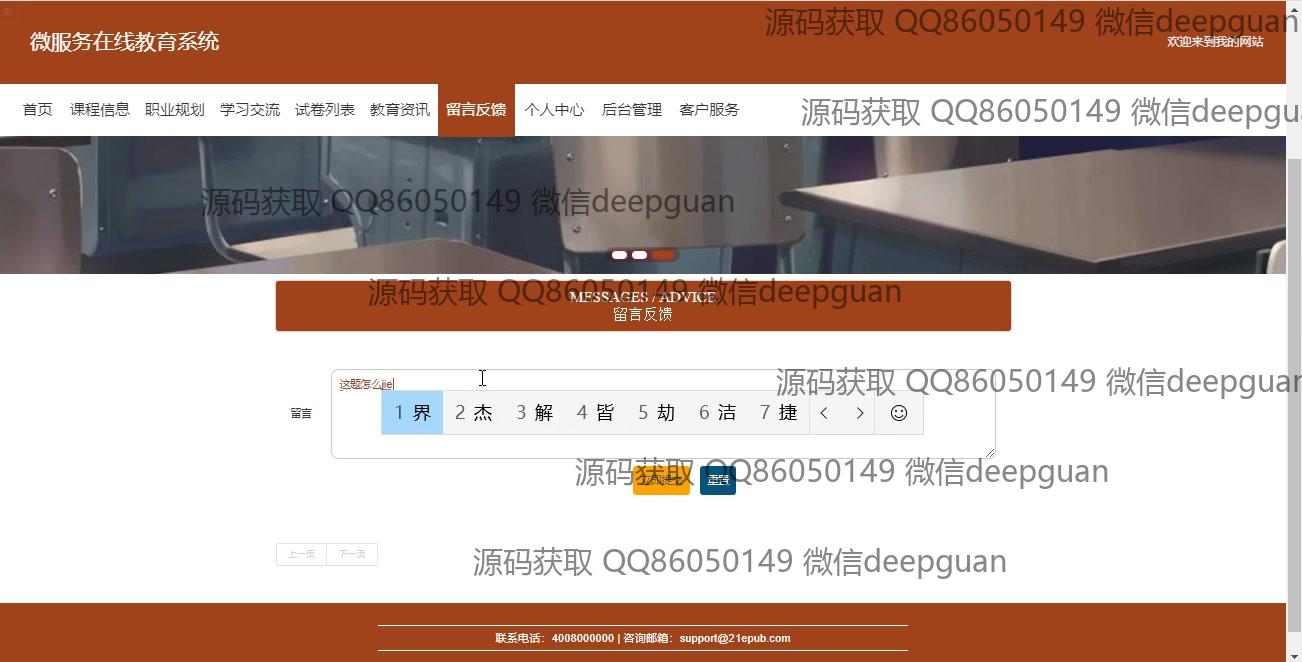 微服务在线教育系统
欢迎来到我的网站
源码获取 QQ86050149 微信deepguan
首页 课程信息 职业规划 学习交流 试卷列表 教育资讯 留言反馈 个人中心 后台管理 客户服务
源码获取 QQ86050149 微信deepgu
源码获取 QQ86050149 微信deepguan
源码获取 QQ86050149 微信deepguan
MESSAGES / ADVICE
留言反馈
这题怎么jie
源码获取 QQ86050149 微信deepguan
留言
1 界 2 杰 3 解 4 皆 5 劫 6 洁 7 捷
源码获取 QQ86050149 微信deepguan
重置
上一页 下一页
源码获取 QQ86050149 微信deepguan
联系电话：4008000000 | 咨询邮箱：support@21epub.com